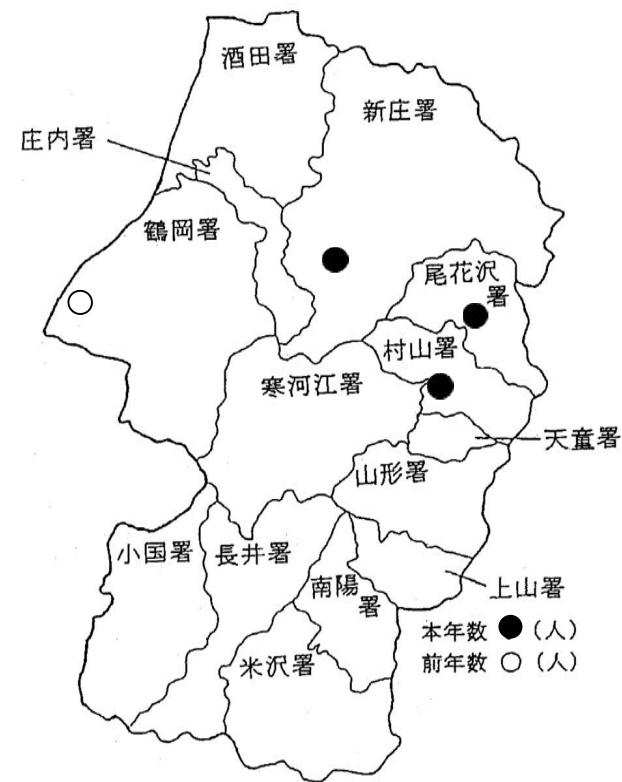 酒田署
新庄署
庄内署
鶴岡署
尾花沢
署
村山署
寒河江署
天童署
山形署
小国署
長井署
南陽
署
上山署
米沢署
本年数 ● (人)
前年数 ○ (人)